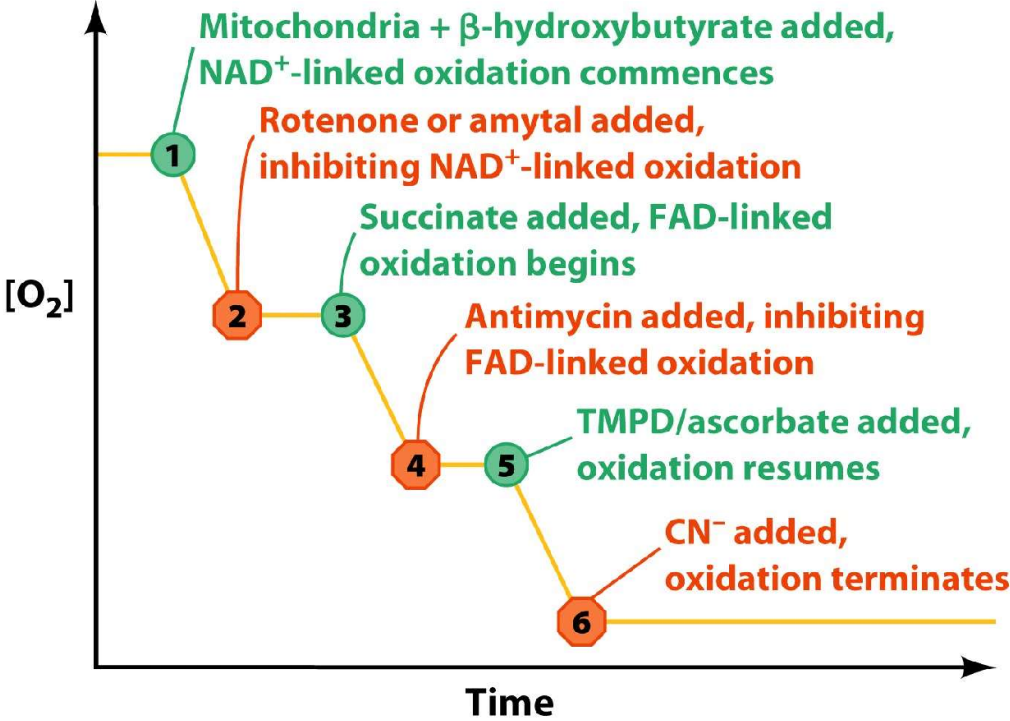 Mitochondria + β-hydroxybutyrate added,
NAD⁺-linked oxidation commences
Rotenone or amytal added,
inhibiting NAD⁺-linked oxidation
1
Succinate added, FAD-linked
oxidation begins
[O₂]
2
3
Antimycin added, inhibiting
FAD-linked oxidation
TMPD/ascorbate added,
oxidation resumes
4
5
CN⁻ added,
oxidation terminates
6
Time